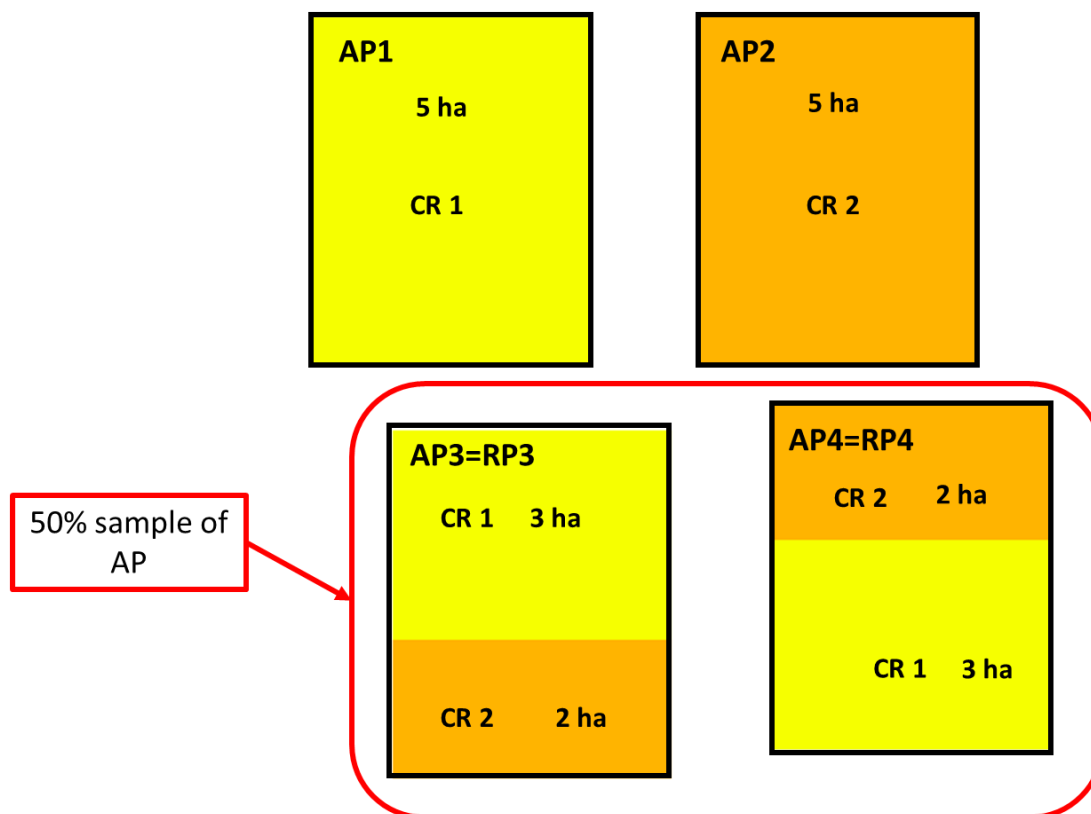 AP1
5 ha
CR 1
AP2
5 ha
CR 2
50% sample of
AP
AP3=RP3
CR 1 3 ha
CR 2 2 ha
AP4=RP4
CR 2 2 ha
CR 1 3 ha